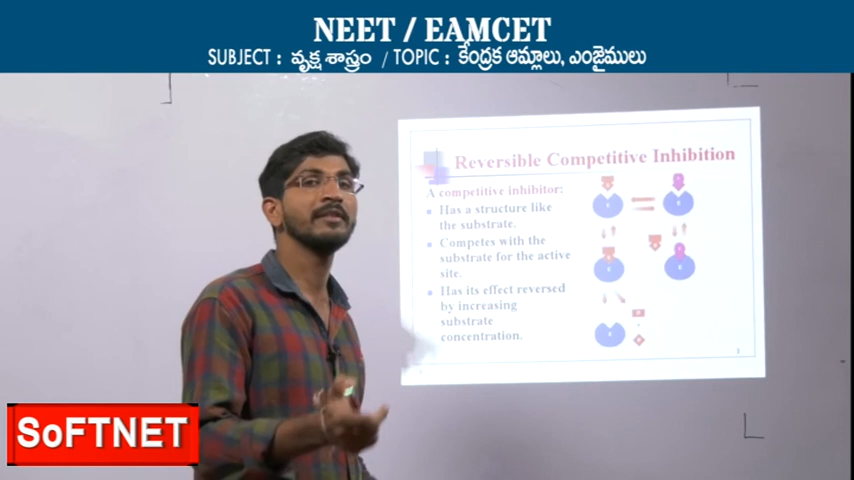 NEET / EAMCET
SUBJECT : వృక్ష శాస్త్రం / TOPIC : కేంద్రక ఆమ్లాలు, ఎంజైములు
Reversible Competitive Inhibition
A competitive inhibitor:
Has a structure like
the substrate.
Competes with the
substrate for the active
site.
Has its effect reversed
by increasing
substrate
concentration.
SoFTNET